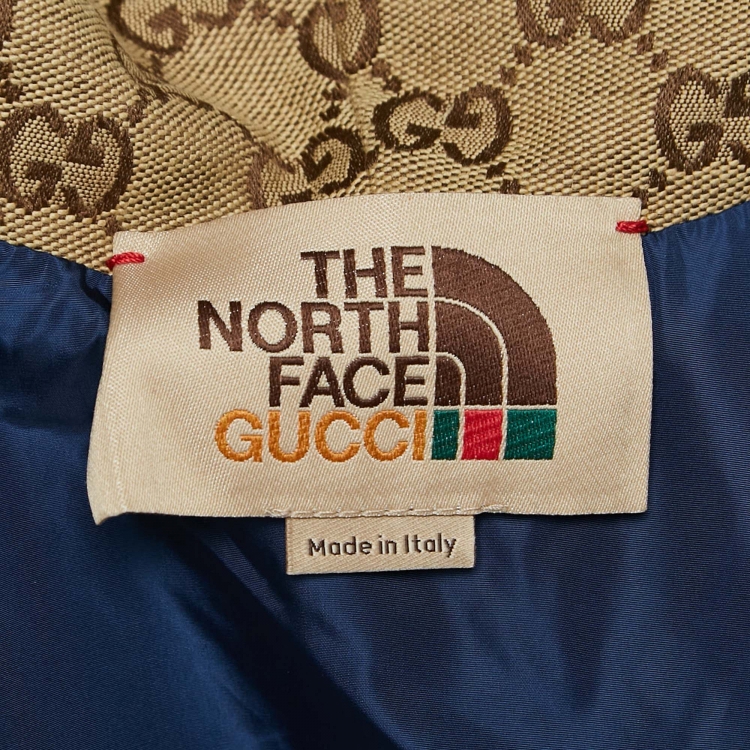 THE
NORTH
FACE
GUCCI
Made in Italy